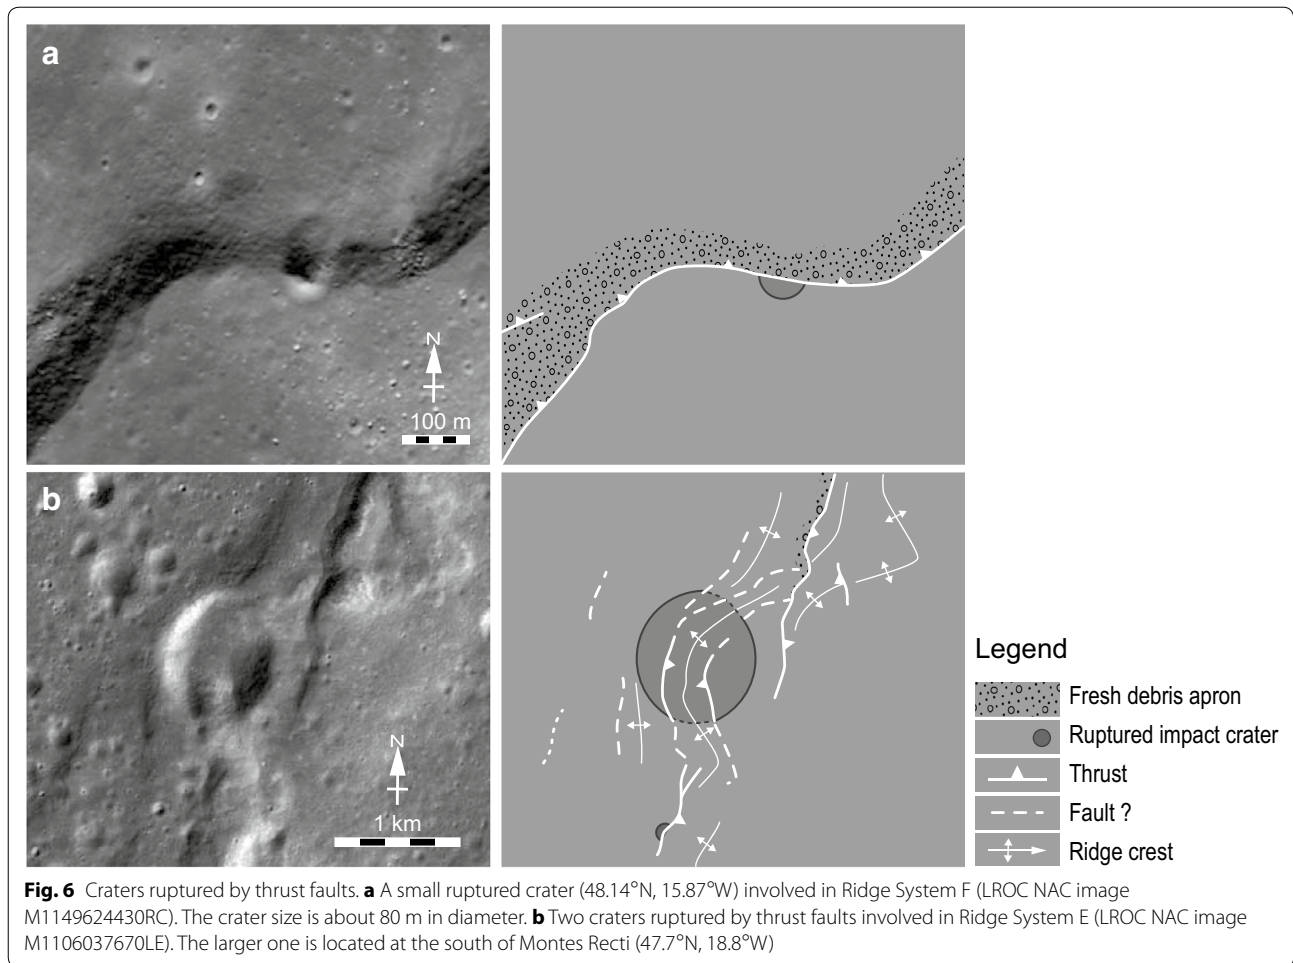 a
N
100 m
b
N
1 km
Legend
Fresh debris apron
Ruptured impact crater
Thrust
Fault ?
Ridge crest
Fig. 6 Craters ruptured by thrust faults. a A small ruptured crater (48.14°N, 15.87°W) involved in Ridge System F (LROC NAC image
M1149624430RC). The crater size is about 80 m in diameter. b Two craters ruptured by thrust faults involved in Ridge System E (LROC NAC image
M1106037670LE). The larger one is located at the south of Montes Recti (47.7°N, 18.8°W)